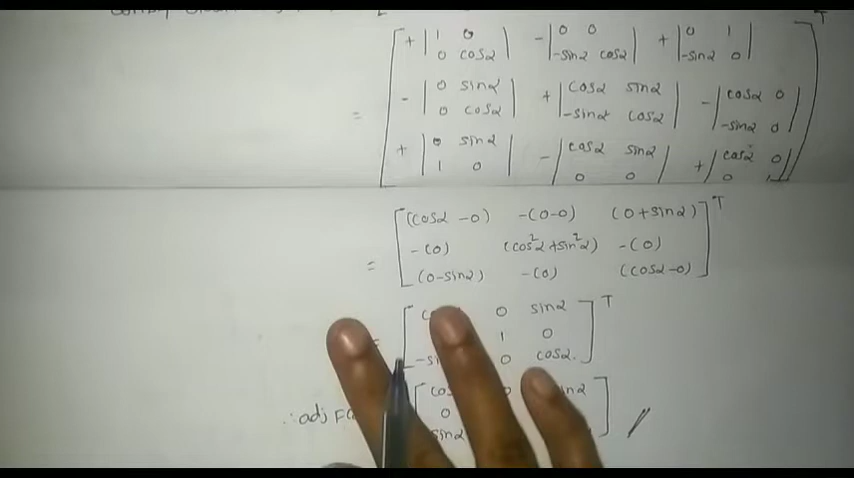 T
+| 1 0 | -| 0 0 | +| 0 1 |
| 0 cosα | |-sinα cosα | |-sinα 0 |
-| 0 sinα | +| cosα sinα | -| cosα 0 |
= | 0 cosα | |-sinα cosα | |-sinα 0 |
+| 0 sinα | -| cosα sinα | +| cosα 0 |
| 1 0 | | 0 0 | | 0 1 |
[(cosα -0) -(0-0) (0+sinα)]T
= -(0) (cos²α+sin²α) -(0)
(0-sinα) -(0) (cosα-0)
0 sinα ]T
= 1 0
0 cosα.
∴adj
0
sinα